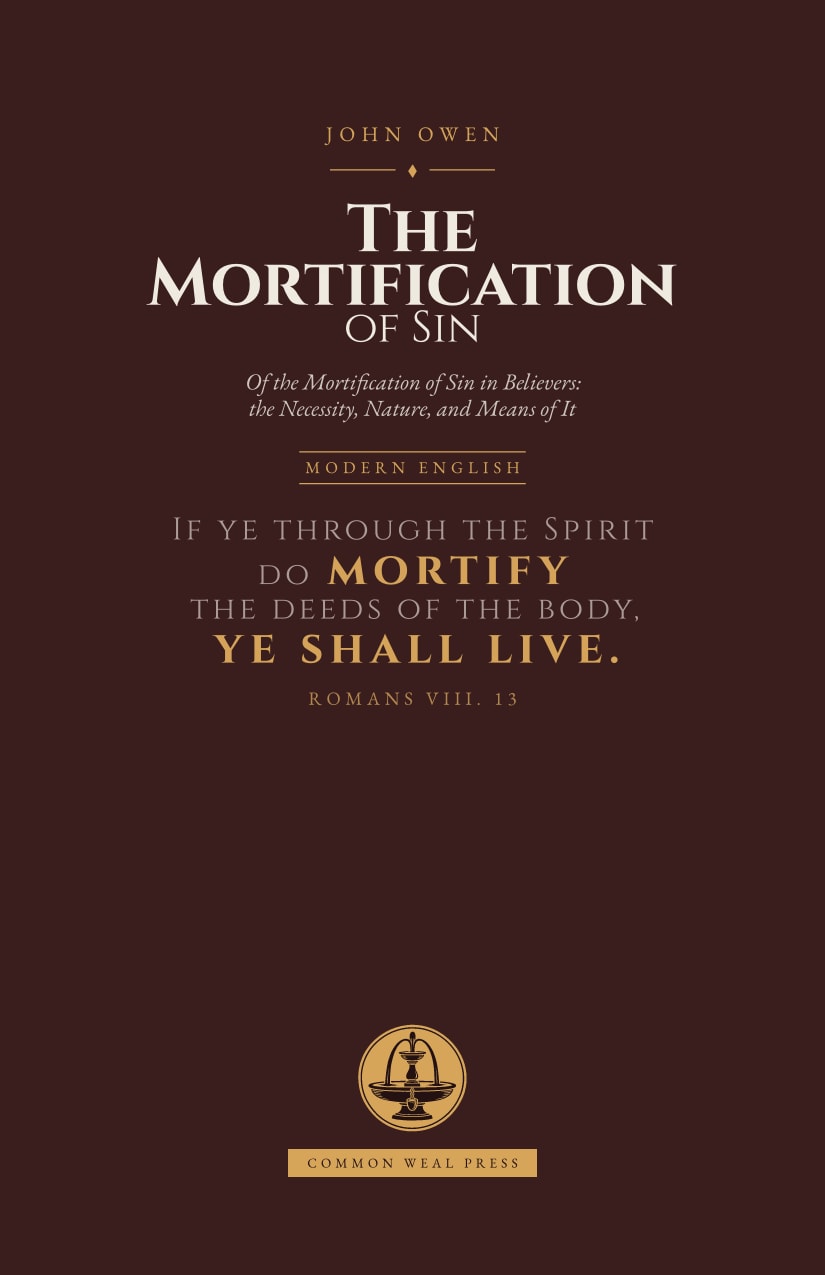 JOHN OWEN
THE
MORTIFICATION
OF SIN
Of the Mortification of Sin in Believers:
the Necessity, Nature, and Means of It
MODERN ENGLISH
IF YE THROUGH THE SPIRIT
DO MORTIFY
THE DEEDS OF THE BODY,
YE SHALL LIVE.
ROMANS VIII. 13
COMMON WEAL PRESS